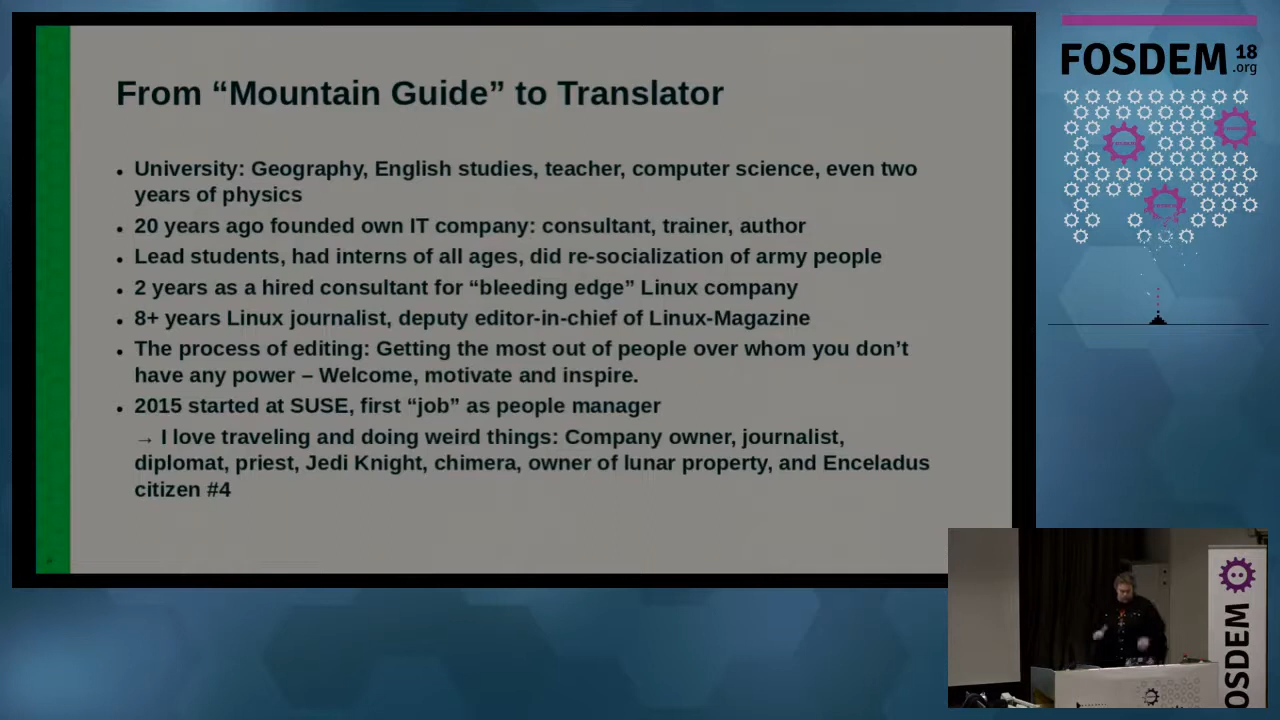 From “Mountain Guide” to Translator
• University: Geography, English studies, teacher, computer science, even two
years of physics
• 20 years ago founded own IT company: consultant, trainer, author
• Lead students, had interns of all ages, did re-socialization of army people
• 2 years as a hired consultant for “bleeding edge” Linux company
• 8+ years Linux journalist, deputy editor-in-chief of Linux-Magazine
• The process of editing: Getting the most out of people over whom you don’t
have any power – Welcome, motivate and inspire.
• 2015 started at SUSE, first “job” as people manager
→ I love traveling and doing weird things: Company owner, journalist,
diplomat, priest, Jedi Knight, chimera, owner of lunar property, and Enceladus
citizen #4
FOSDEM 18
.org
OSDEM